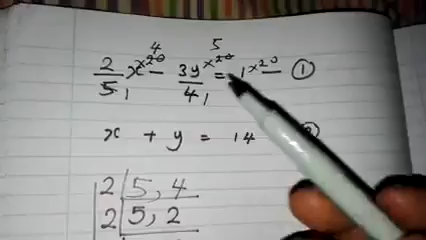 4 5
2/5 x ×20 − 3y/4 ×20 = 1 ×20 − ①
1 1
x + y = 14
2 | 5, 4
2 | 5, 2